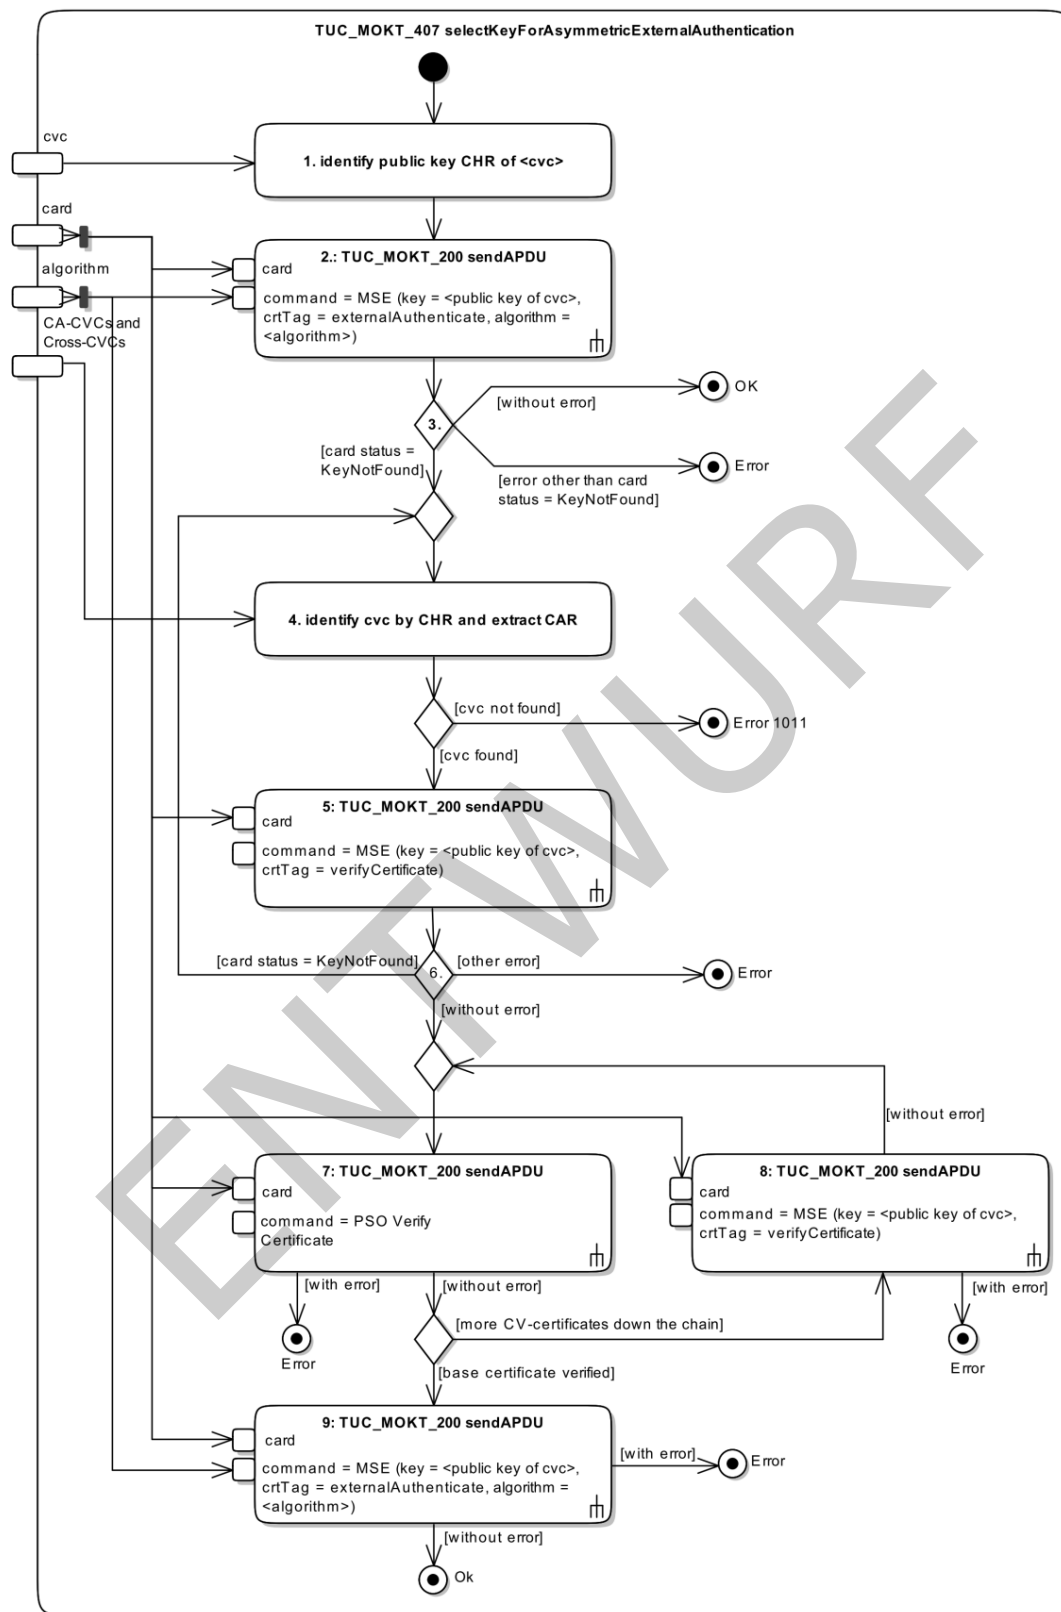 TUC_MOKT_407 selectKeyForAsymmetricExternalAuthentication
cvc
1. identify public key CHR of <cvc>
card
2.: TUC_MOKT_200 sendAPDU
card
algorithm
command = MSE (key = <public key of cvc>,
crtTag = externalAuthenticate, algorithm =
<algorithm>)
CA-CVCs and
Cross-CVCs
OK
[without error]
3.
[card status =
KeyNotFound]
Error
[error other than card
status = KeyNotFound]
4. identify cvc by CHR and extract CAR
[cvc not found]
Error 1011
[cvc found]
5: TUC_MOKT_200 sendAPDU
card
command = MSE (key = <public key of cvc>,
crtTag = verifyCertificate)
[card status = KeyNotFound]
6.
[other error]
Error
[without error]
[without error]
7: TUC_MOKT_200 sendAPDU
card
command = PSO Verify
Certificate
8: TUC_MOKT_200 sendAPDU
card
command = MSE (key = <public key of cvc>,
crtTag = verifyCertificate)
[with error]
[without error]
[with error]
[more CV-certificates down the chain]
Error
Error
[base certificate verified]
9: TUC_MOKT_200 sendAPDU
card
command = MSE (key = <public key of cvc>,
crtTag = externalAuthenticate, algorithm =
<algorithm>)
[with error]
Error
[without error]
Ok
ENTWURF